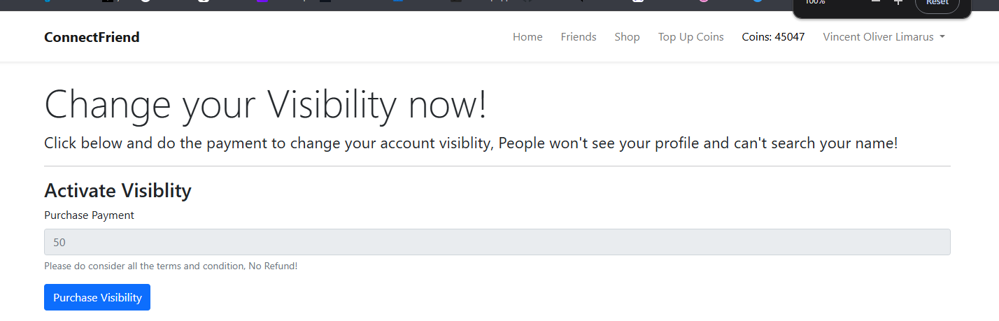 100%
Reset
ConnectFriend
Home Friends Shop Top Up Coins Coins: 45047 Vincent Oliver Limarus
Change your Visibility now!
Click below and do the payment to change your account visiblity, People won't see your profile and can't search your name!
Activate Visiblity
Purchase Payment
50
Please do consider all the terms and condition, No Refund!
Purchase Visibility